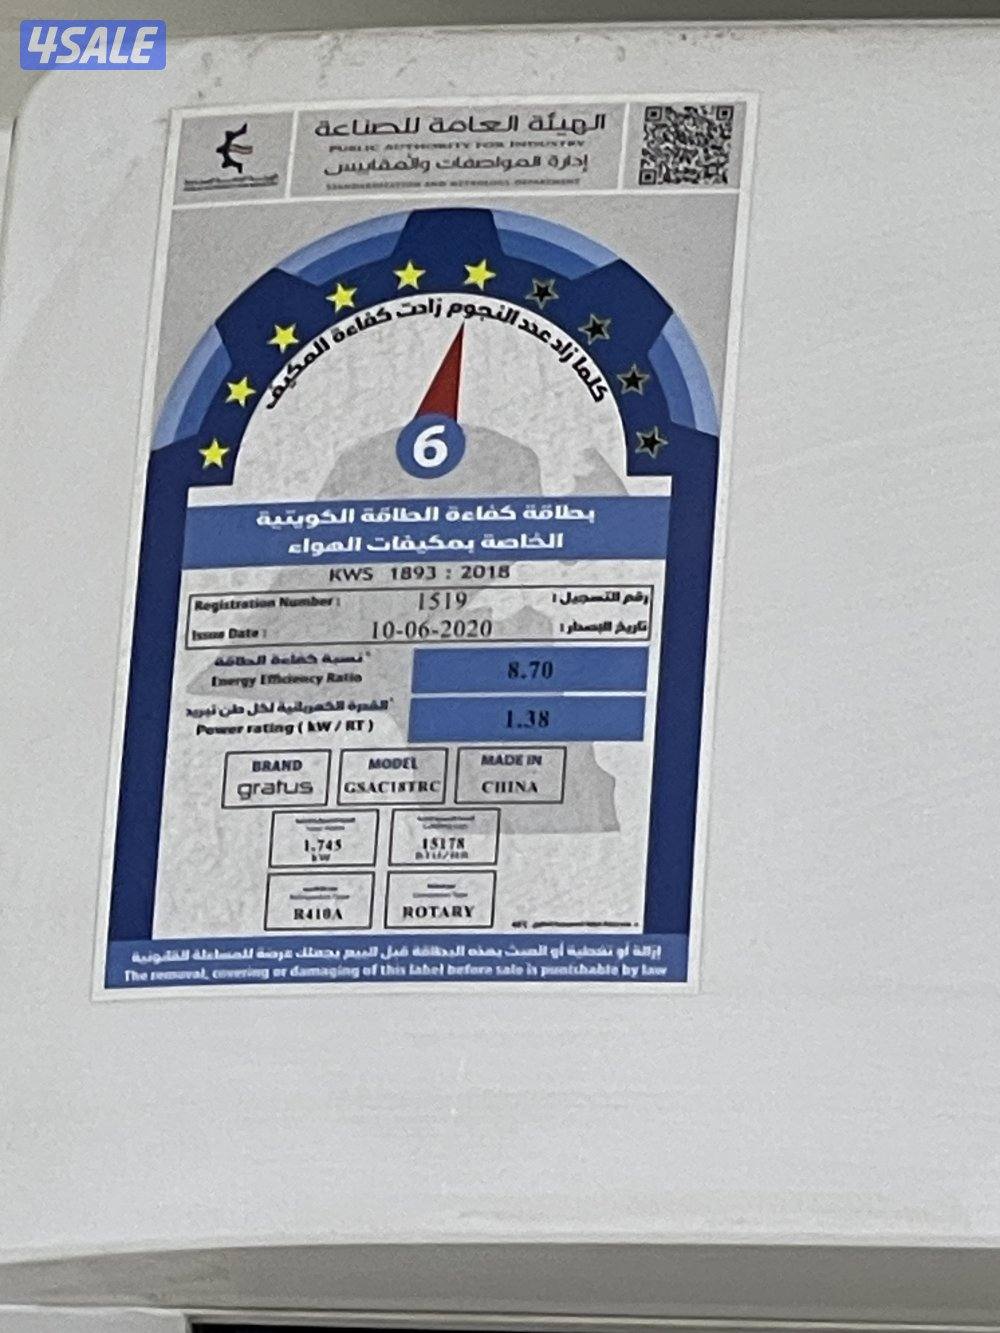 4SALE
الهيئة العامة للصناعة
PUBLIC AUTHORITY FOR INDUSTRY
إدارة المواصفات والمقاييس
STANDARDIZATION AND METROLOGY DEPARTMENT
كلما زاد عدد النجوم زادت كفاءة المكيف
6
بطاقة كفاءة الطاقة الكويتية
الخاصة بمكيفات الهواء
KWS 1893 : 2018
Registration Number : 1519 رقم التسجيل :
Issue Date : 10-06-2020 تاريخ الإصدار :
نسبة كفاءة الطاقة*
Energy Efficiency Ratio 8.70
القدرة الكهربائية لكل طن تبريد*
Power rating ( kW / RT ) 1.38
BRAND MODEL MADE IN
gratus GSAC18TRC CHINA
1.745 15178
kW BTU/HR
R410A ROTARY
إزالة أو تغطية أو العبث بهذه البطاقة قبل البيع يجعلك عرضة للمساءلة القانونية
The removal, covering or damaging of this label before sale is punishable by law